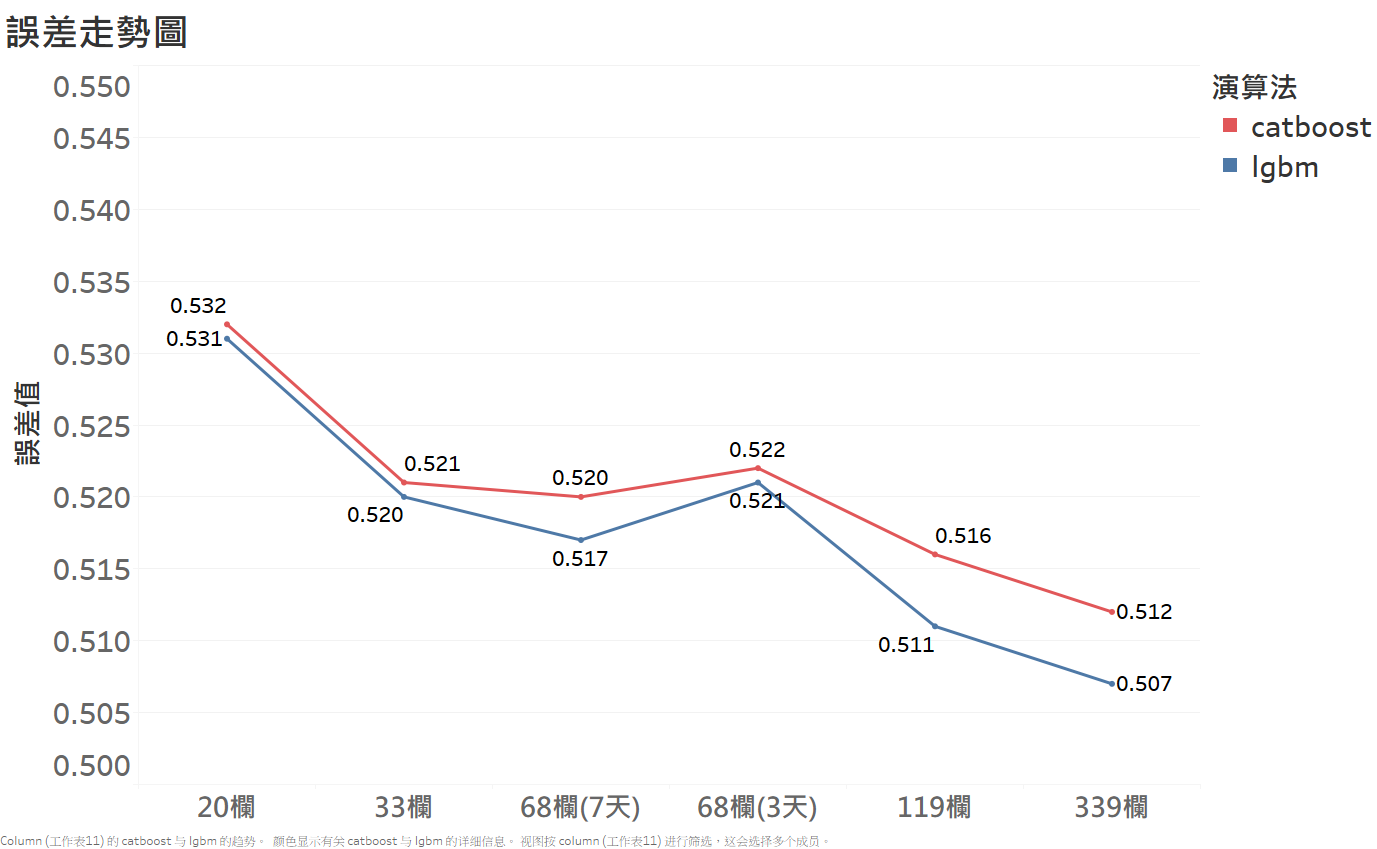 誤差走勢圖
演算法
catboost
lgbm
誤差值
0.550
0.545
0.540
0.535
0.530
0.525
0.520
0.515
0.510
0.505
0.500
0.532
0.531
0.521
0.520
0.520
0.517
0.522
0.521
0.516
0.511
0.512
0.507
20欄
33欄
68欄(7天)
68欄(3天)
119欄
339欄
Column (工作表11) 的 catboost 与 lgbm 的趋势。 颜色显示有关 catboost 与 lgbm 的详细信息。 视图按 column (工作表11) 进行筛选，这会选择多个成员。